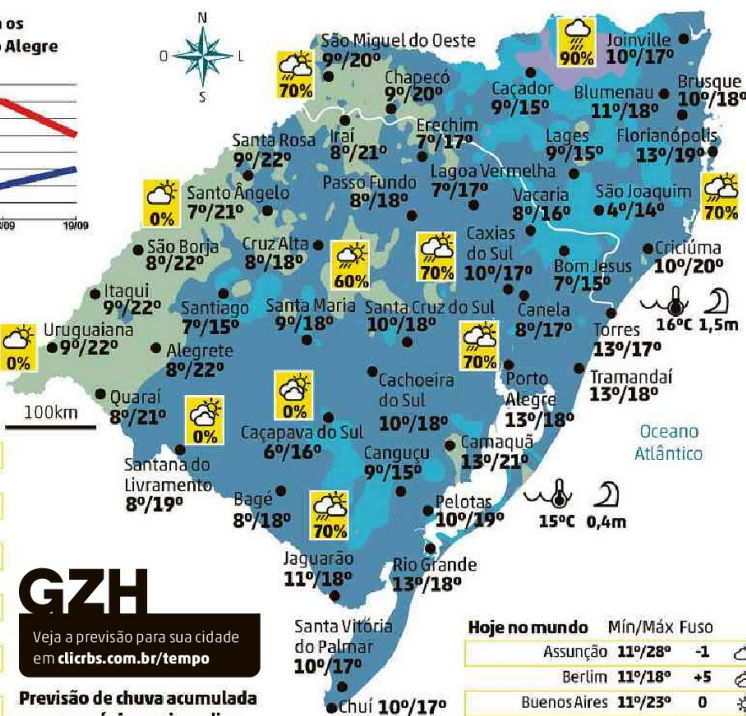 os
Alegre
19/09
N
O
L
S
São Miguel do Oeste
9º/20º
70%
Chapecó
9º/20º
90%
Joinville
10º/17º
Caçador
9º/15º
Blumenau
11º/18º
Brusque
10º/18º
Santa Rosa
9º/22º
Iraí
8º/21º
Erechim
7º/17º
Lages
9º/15º
Florianópolis
13º/19º
0%
Santo Ângelo
7º/21º
Passo Fundo
8º/18º
Lagoa Vermelha
7º/17º
Vacaria
8º/16º
São Joaquim
4º/14º
70%
São Borja
8º/22º
Cruz Alta
8º/18º
60%
70%
Caxias
do Sul
10º/17º
Bom Jesus
7º/15º
Criciúma
10º/20º
Itaqui
9º/22º
Santiago
7º/15º
Santa Maria
9º/18º
Santa Cruz do Sul
10º/18º
Canela
8º/17º
16ºC 1,5m
Torres
13º/17º
0%
Uruguaiana
9º/22º
Alegrete
8º/22º
70%
Quaraí
8º/21º
0%
Cachoeira
do Sul
10º/18º
Porto
Alegre
13º/18º
Tramandaí
13º/18º
100km
0%
Caçapava do Sul
6º/16º
Camaquã
13º/21º
Oceano
Atlântico
Santana do
Livramento
8º/19º
Canguçu
9º/15º
Bagé
8º/18º
70%
Pelotas
10º/19º
15ºC 0,4m
Jaguarão
11º/18º
Rio Grande
13º/18º
GZH
Veja a previsão para sua cidade
em clicrbs.com.br/tempo
Santa Vitória
do Palmar
10º/17º
Chuí 10º/17º
Previsão de chuva acumulada
Hoje no mundo Mín/Máx Fuso
Assunção 11º/28º -1
Berlim 11º/18º +5
Buenos Aires 11º/23º 0